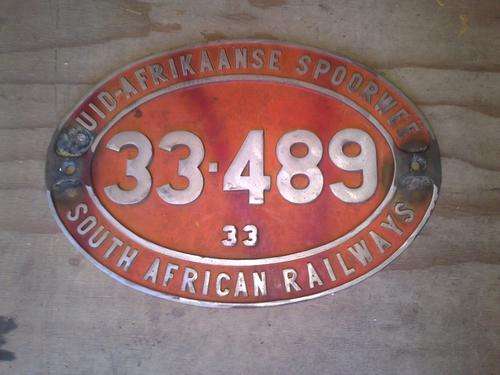 UID-AFRIKAANSE SPOORWEE
33-489
33
SOUTH AFRICAN RAILWAYS